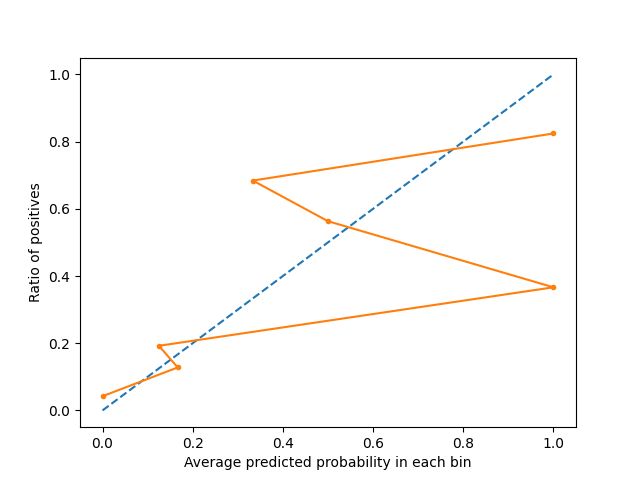 1.0
0.8
0.6
0.4
0.2
0.0
Ratio of positives
0.0 0.2 0.4 0.6 0.8 1.0
Average predicted probability in each bin